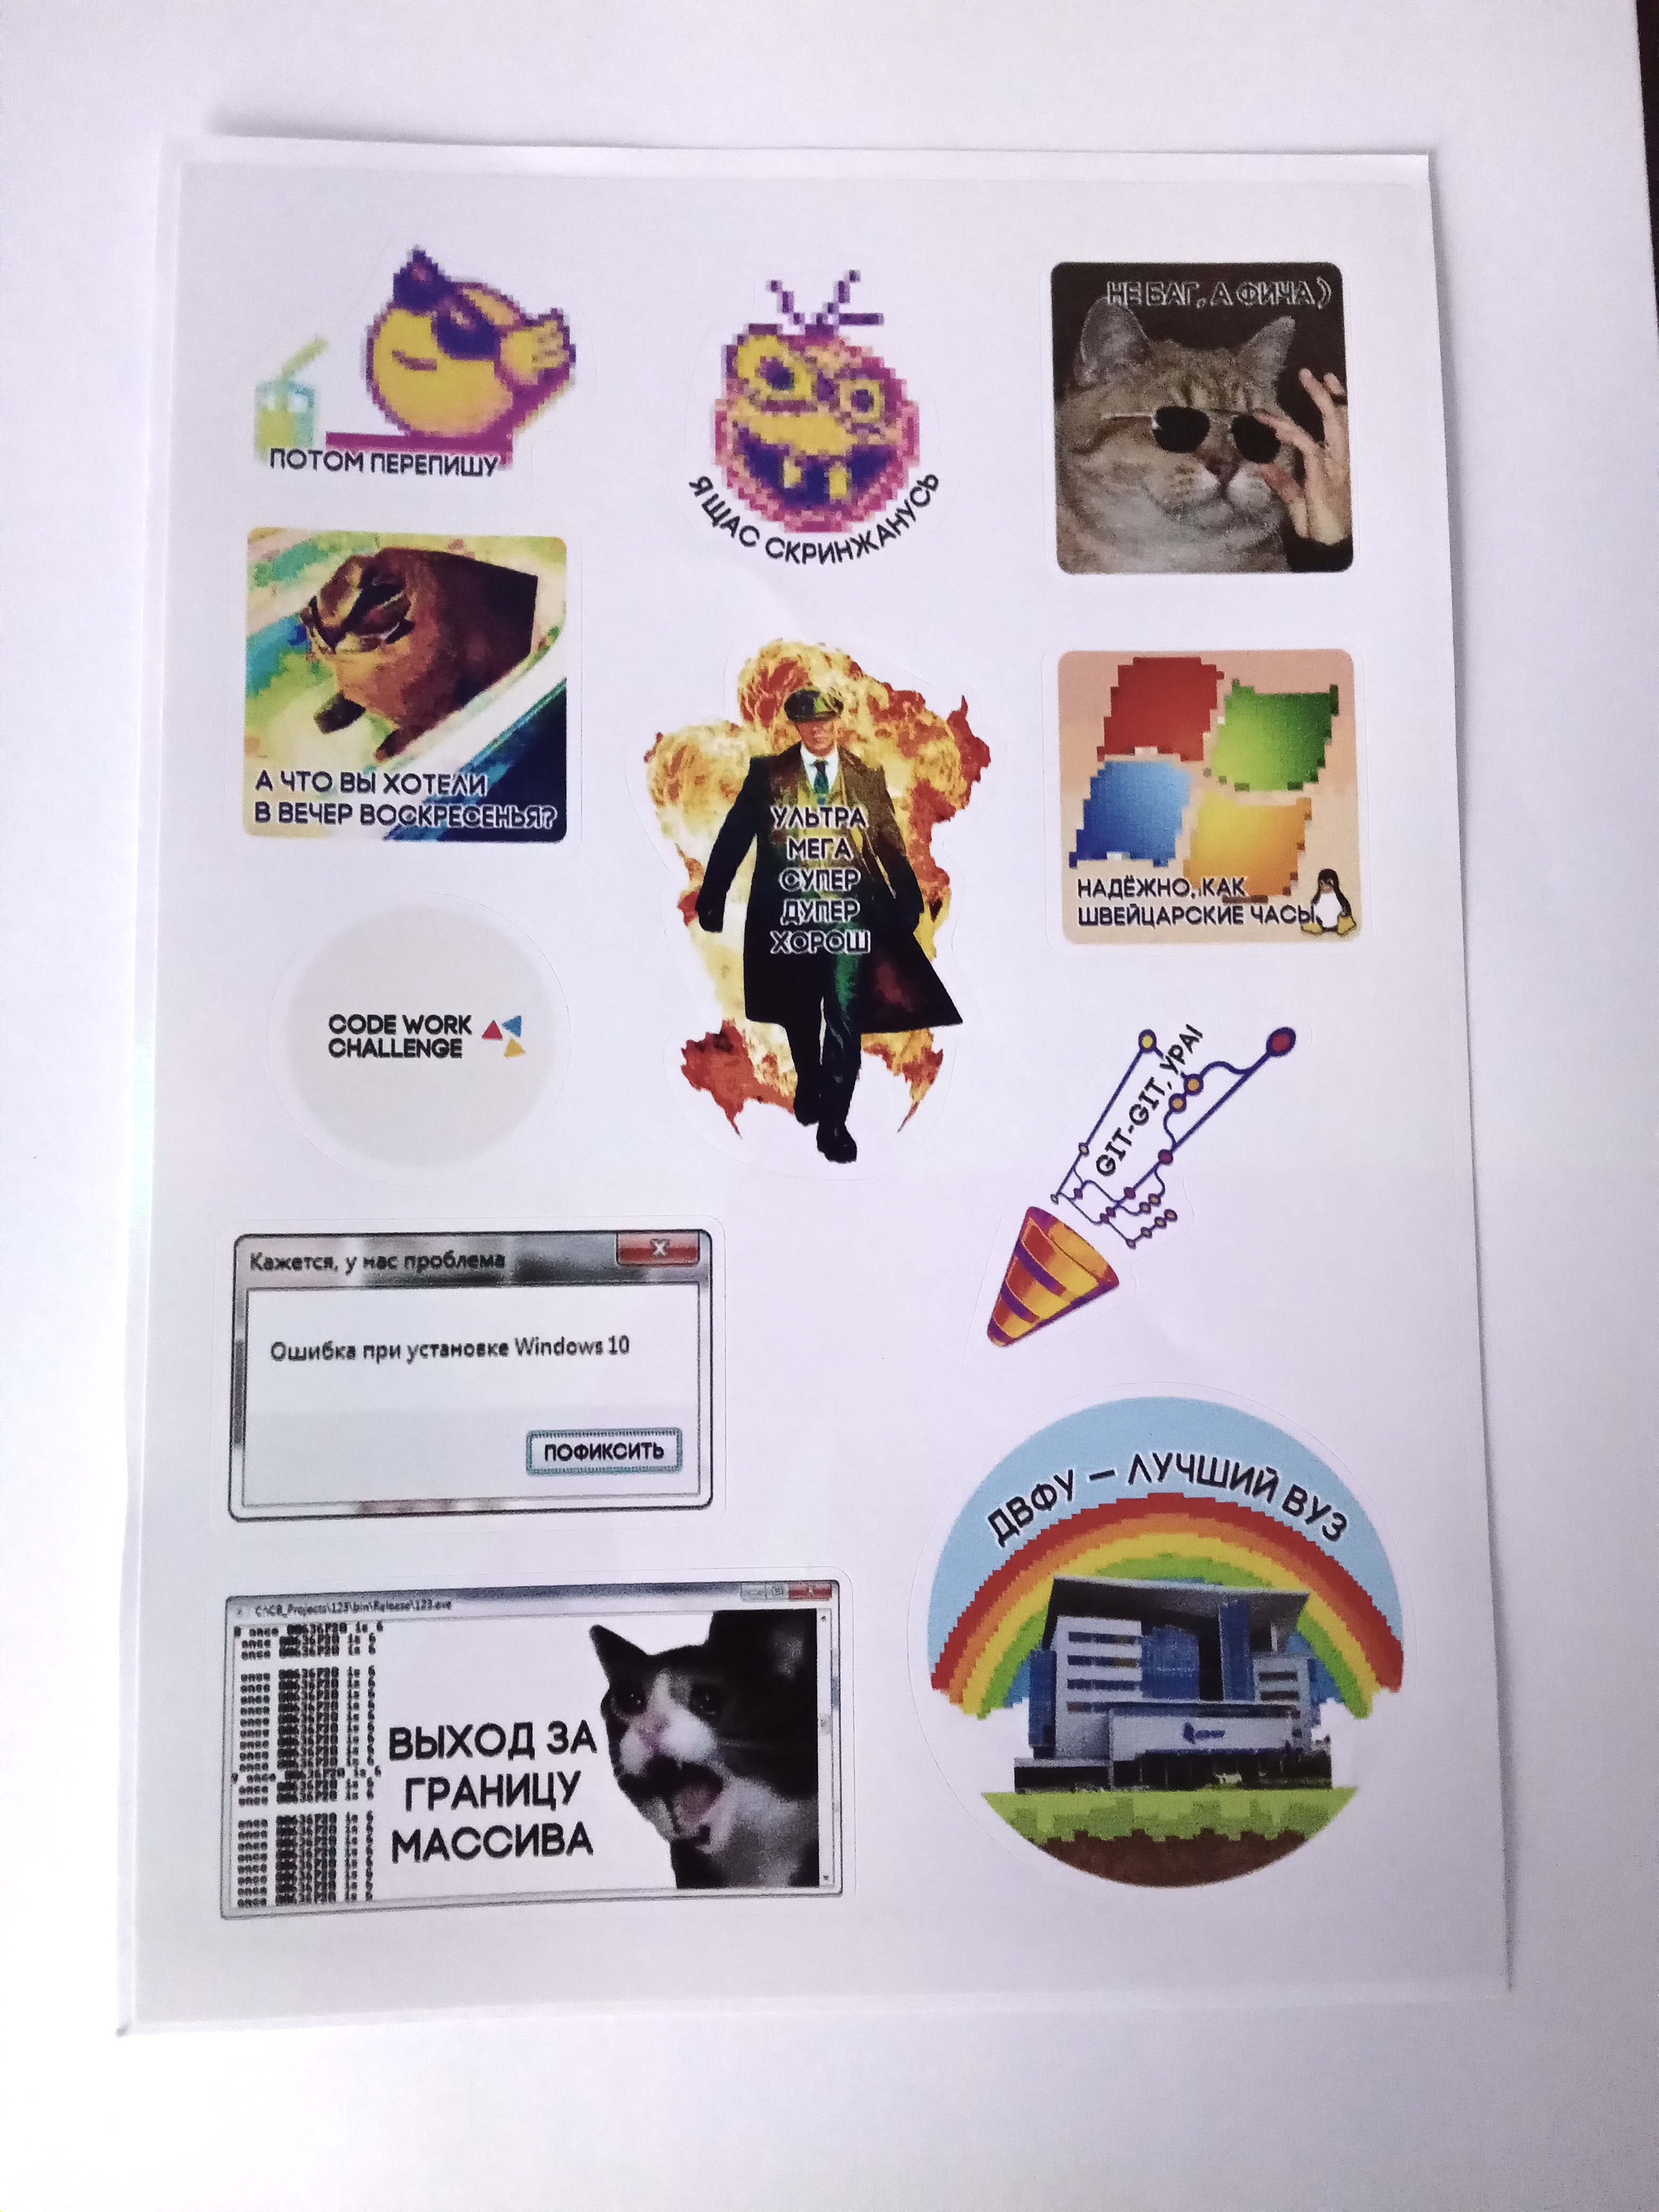 ПОТОМ ПЕРЕПИШУ
Я ЩАС СКРИНЖАНУСЬ
НЕ БАГ, А ФИЧА)
А ЧТО ВЫ ХОТЕЛИ
В ВЕЧЕР ВОСКРЕСЕНЬЯ?
УЛЬТРА
МЕГА
СУПЕР
ДУПЕР
ХОРОШ
НАДЁЖНО, КАК
ШВЕЙЦАРСКИЕ ЧАСЫ
CODE WORK
CHALLENGE
GIT-GIT, УРА!
Кажется, у нас проблема
Ошибка при установке Windows 10
ПОФИКСИТЬ
ДВФУ — ЛУЧШИЙ ВУЗ
C:\CB_Projects\123\bin\Release\123.exe
ВЫХОД ЗА
ГРАНИЦУ
МАССИВА